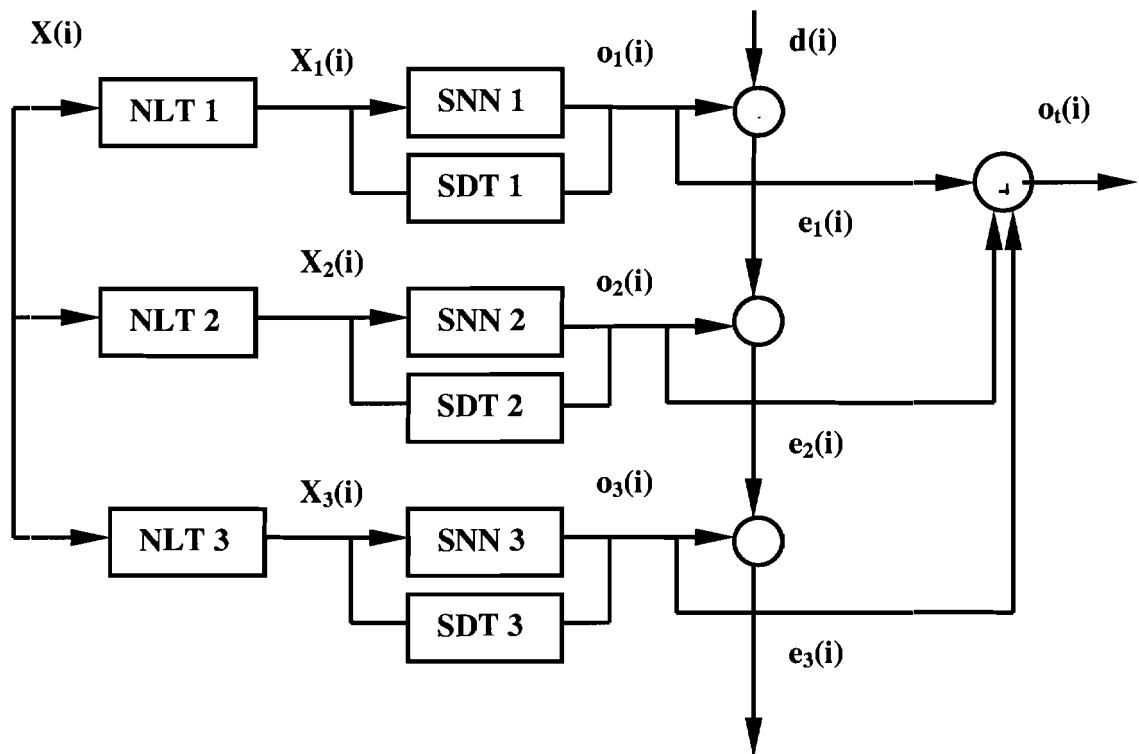 X(i)
X₁(i)
o₁(i)
d(i)
NLT 1
SNN 1
SDT 1
oₜ(i)
e₁(i)
X₂(i)
o₂(i)
NLT 2
SNN 2
SDT 2
e₂(i)
X₃(i)
o₃(i)
NLT 3
SNN 3
SDT 3
e₃(i)